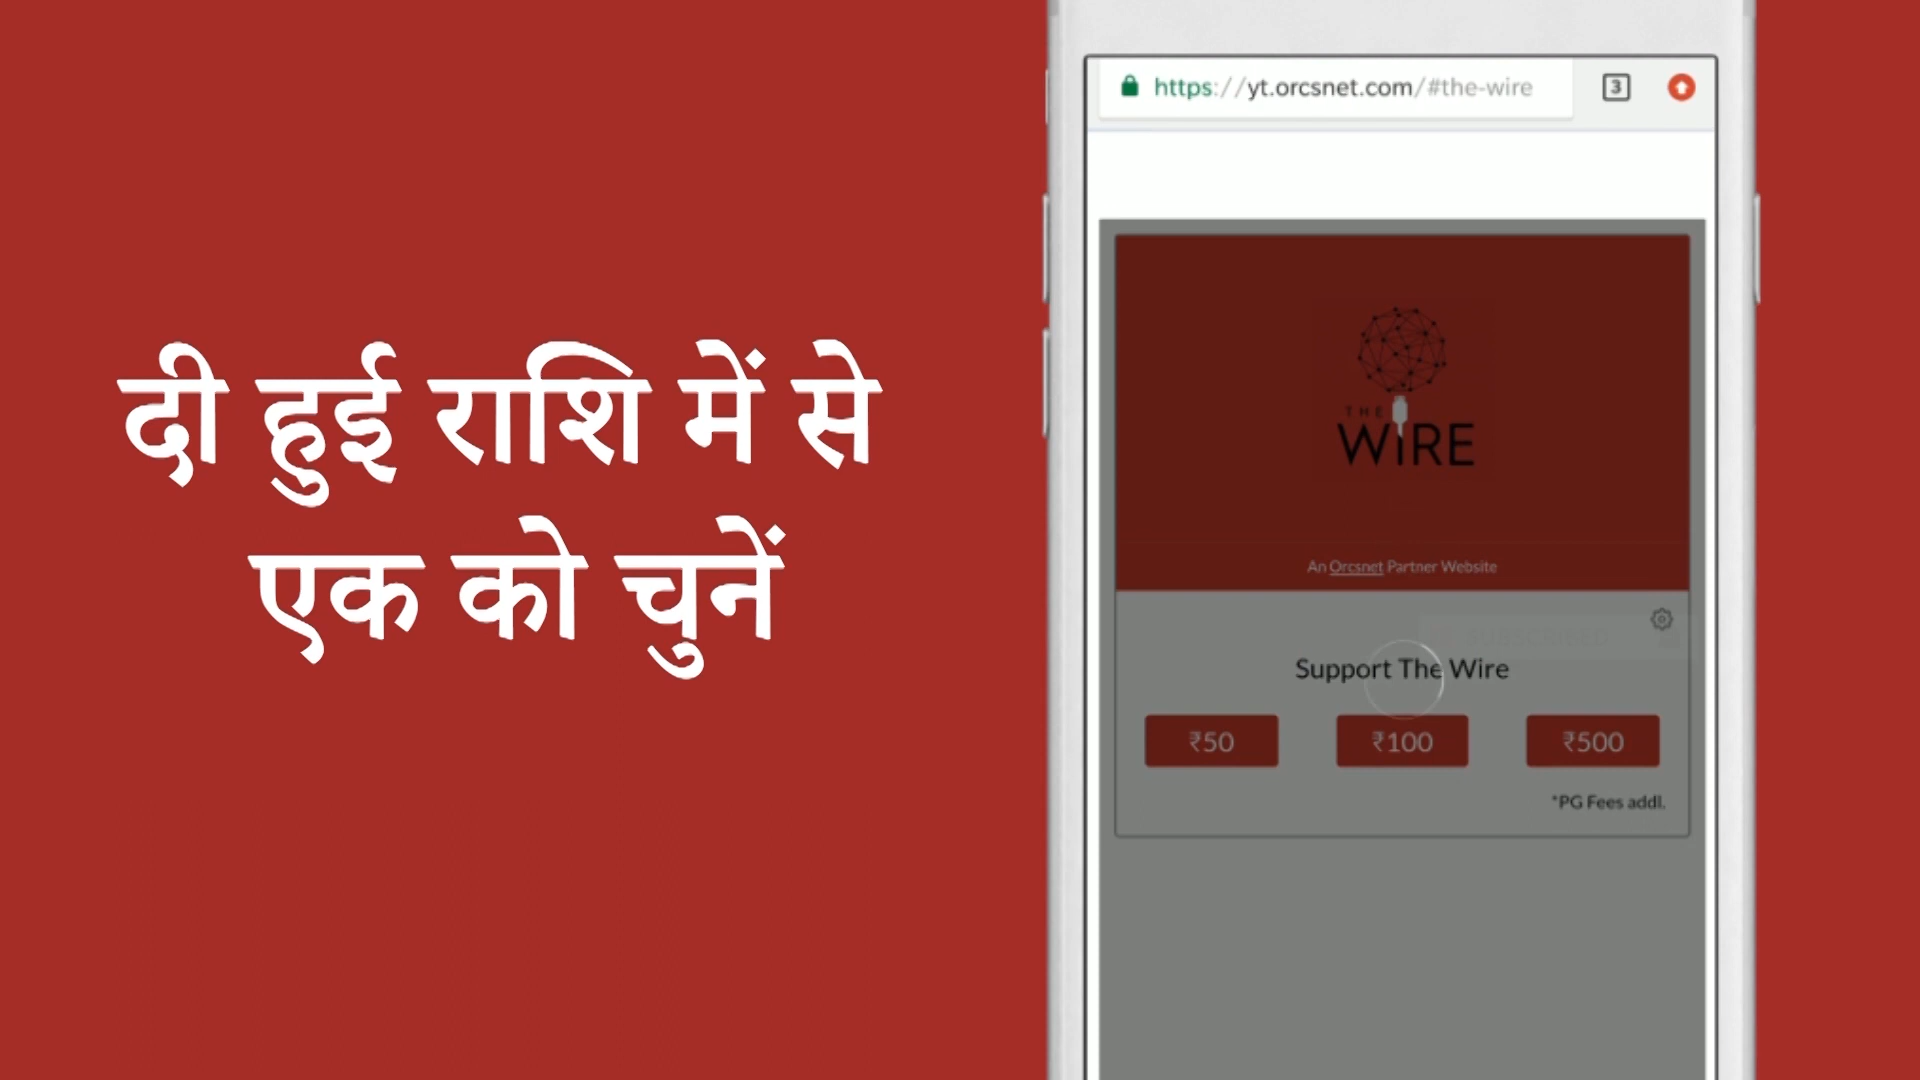 दी हुई राशि में से
एक को चुनें
https://yt.orcsnet.com/#the-wire
3
THE
WiRE
An Orcsnet Partner Website
SUBSCRIBED
Support The Wire
₹50 ₹100 ₹500
*PG Fees addl.